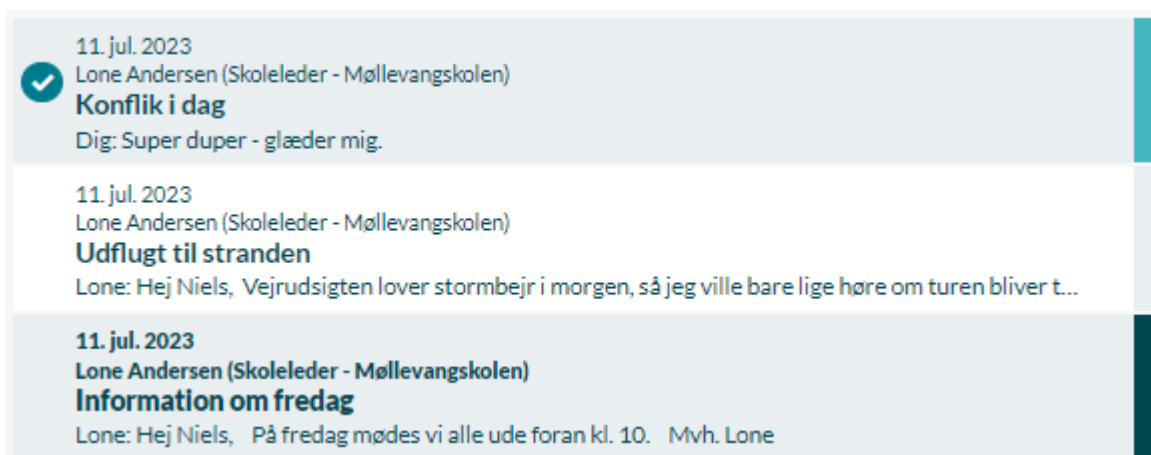 11. jul. 2023
Lone Andersen (Skoleleder - Møllevangskolen)
Konflik i dag
Dig: Super duper - glæder mig.
11. jul. 2023
Lone Andersen (Skoleleder - Møllevangskolen)
Udflugt til stranden
Lone: Hej Niels, Vejrudsigten lover stormbejr i morgen, så jeg ville bare lige høre om turen bliver t...
11. jul. 2023
Lone Andersen (Skoleleder - Møllevangskolen)
Information om fredag
Lone: Hej Niels, På fredag mødes vi alle ude foran kl. 10. Mvh. Lone